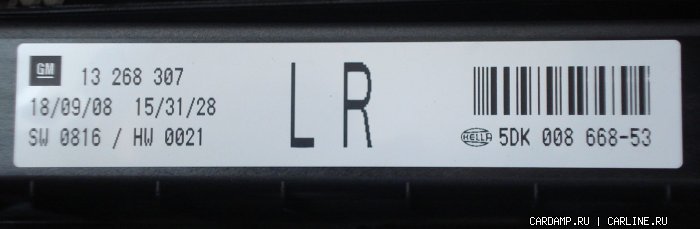 GM 13 268 307
18/09/08 15/31/28
SW 0816 / HW 0021
L R
HELLA 5DK 008 668-53
CARDAMP.RU | CARLINE.RU